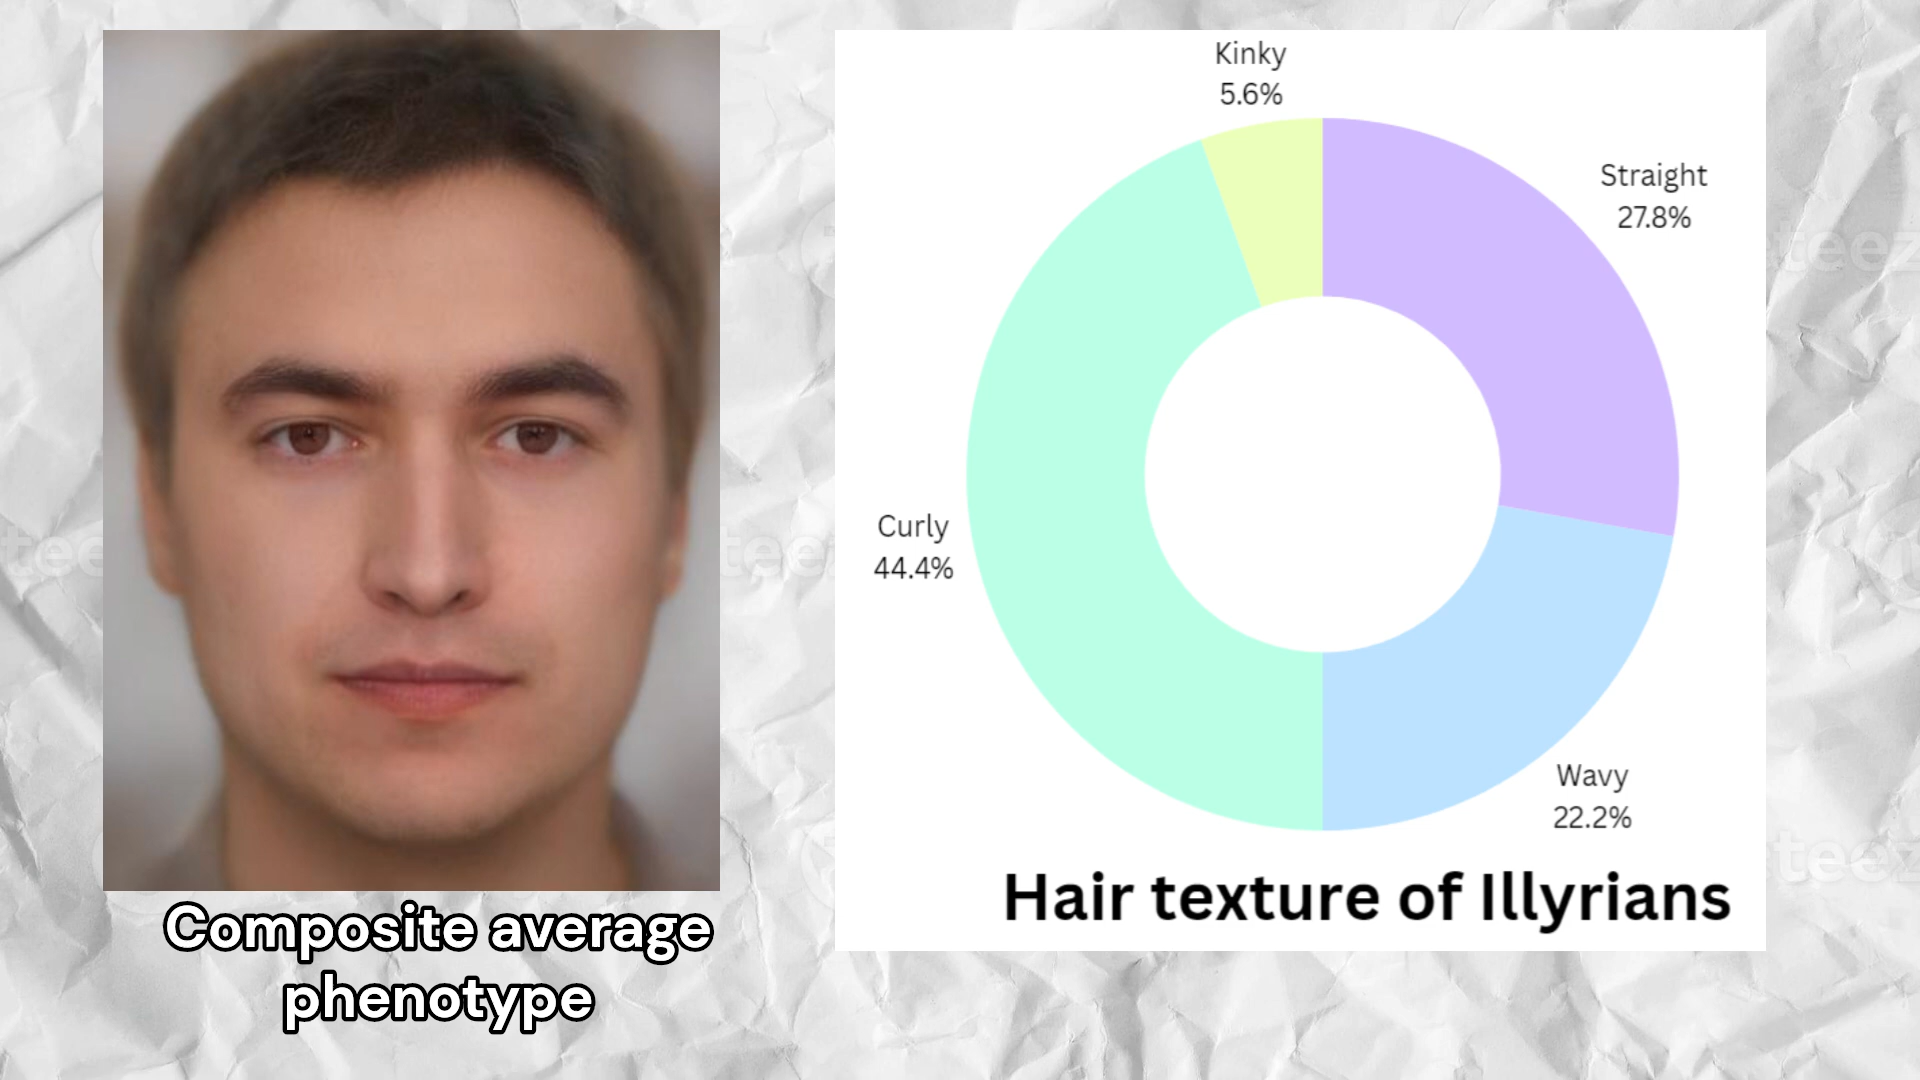 Kinky
5.6%
Straight
27.8%
Curly
44.4%
Wavy
22.2%
Hair texture of Illyrians
Composite average
phenotype